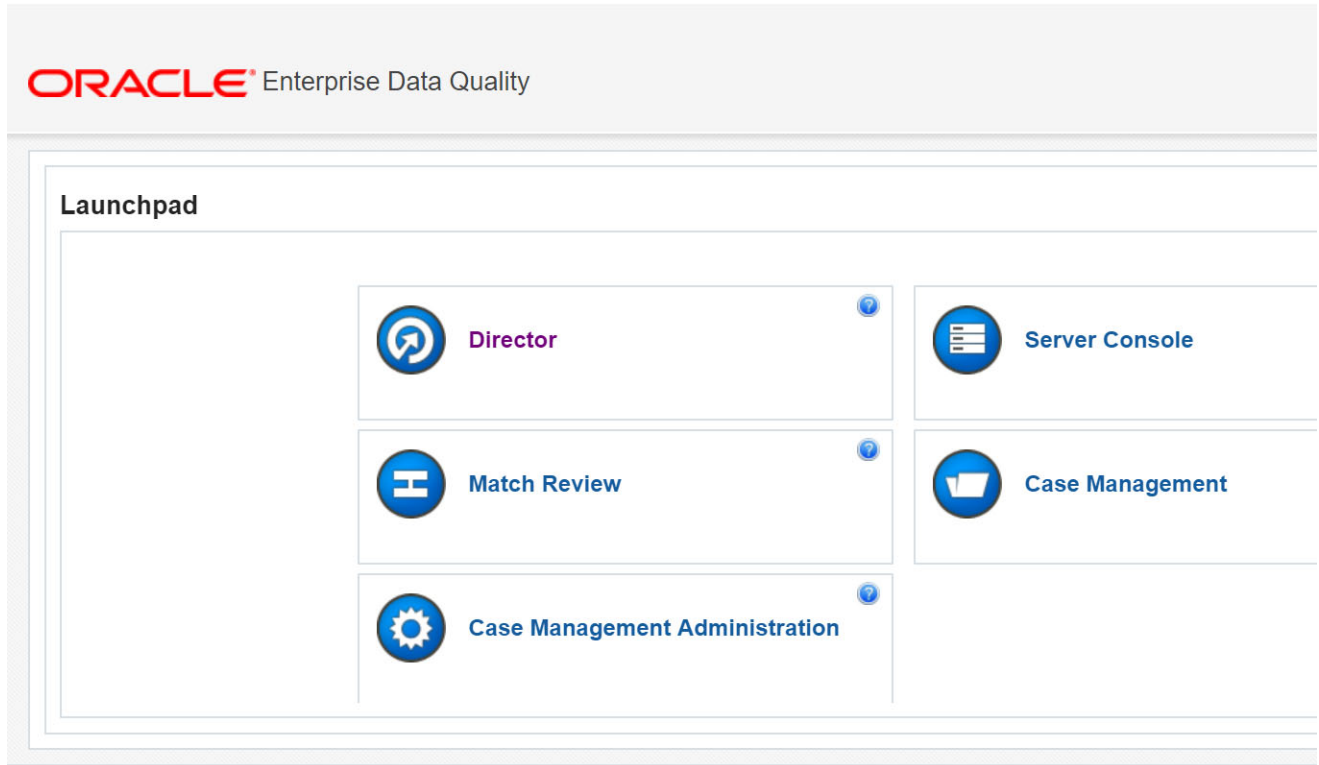 ORACLE® Enterprise Data Quality
Launchpad
Director
Server Console
Match Review
Case Management
Case Management Administration